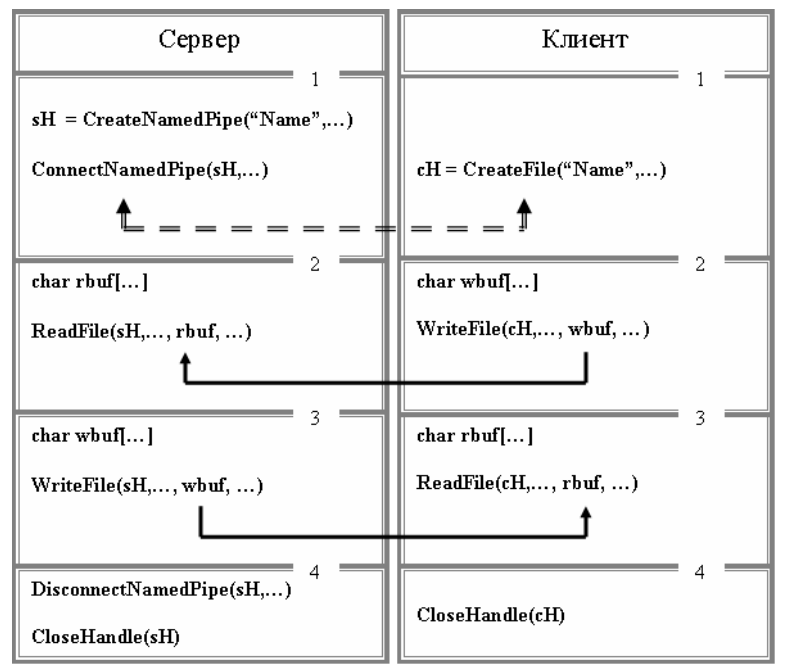 Сервер
1
sH = CreateNamedPipe(“Name”,…)
ConnectNamedPipe(sH,…)
2
char rbuf[…]
ReadFile(sH,…, rbuf, …)
3
char wbuf[…]
WriteFile(sH,…, wbuf, …)
4
DisconnectNamedPipe(sH,…)
CloseHandle(sH)
Клиент
1
cH = CreateFile(“Name”,…)
2
char wbuf[…]
WriteFile(cH,…, wbuf, …)
3
char rbuf[…]
ReadFile(cH,…, rbuf, …)
4
CloseHandle(cH)